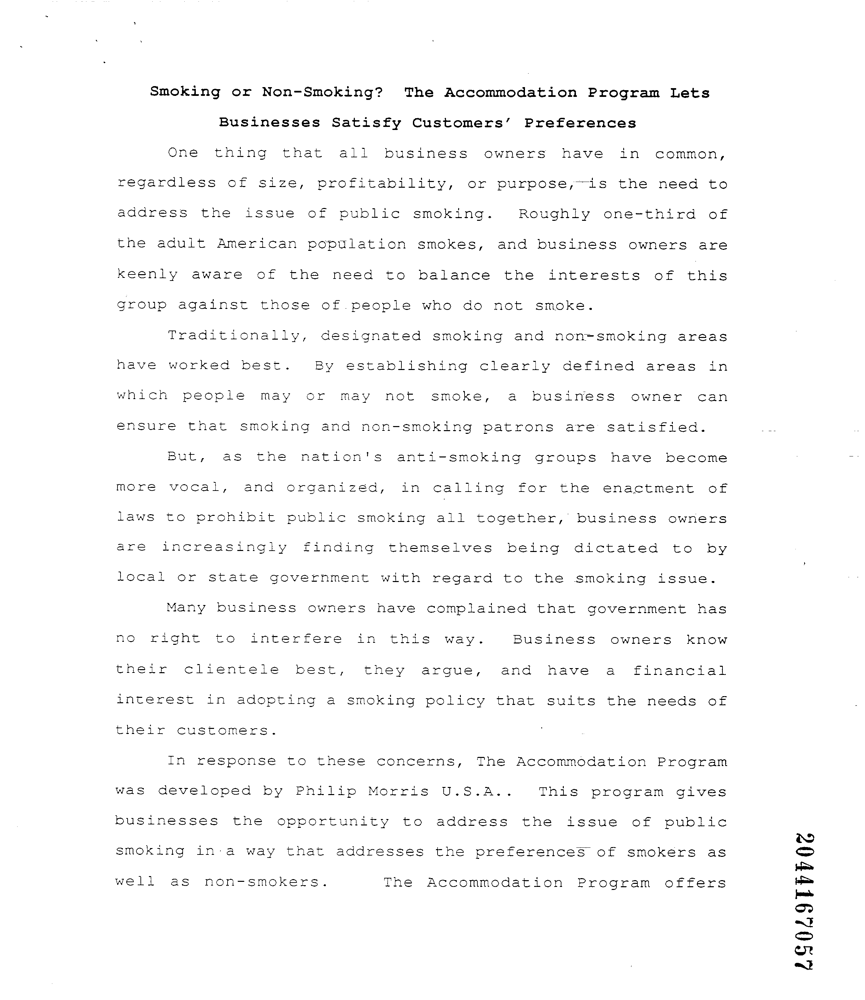 Smoking or Non-Smoking?  The Accommodation Program Lets
Businesses Satisfy Customers' Preferences
One thing that all business owners have in common,
regardless of size, profitability, or purpose, is the need to
address the issue of public smoking.  Roughly one-third of
the adult American population smokes, and business owners are
keenly aware of the need to balance the interests of this
group against those of people who do not smoke.
Traditionally, designated smoking and non-smoking areas
have worked best.  By establishing clearly defined areas in
which people may or may not smoke, a business owner can
ensure that smoking and non-smoking patrons are satisfied.
But, as the nation's anti-smoking groups have become
more vocal, and organized, in calling for the enactment of
laws to prohibit public smoking all together, business owners
are increasingly finding themselves being dictated to by
local or state government with regard to the smoking issue.
Many business owners have complained that government has
no right to interfere in this way.  Business owners know
their clientele best, they argue, and have a financial
interest in adopting a smoking policy that suits the needs of
their customers.
In response to these concerns, The Accommodation Program
was developed by Philip Morris U.S.A..  This program gives
businesses the opportunity to address the issue of public
smoking in a way that addresses the preferences of smokers as
well as non-smokers.  The Accommodation Program offers
2044167057